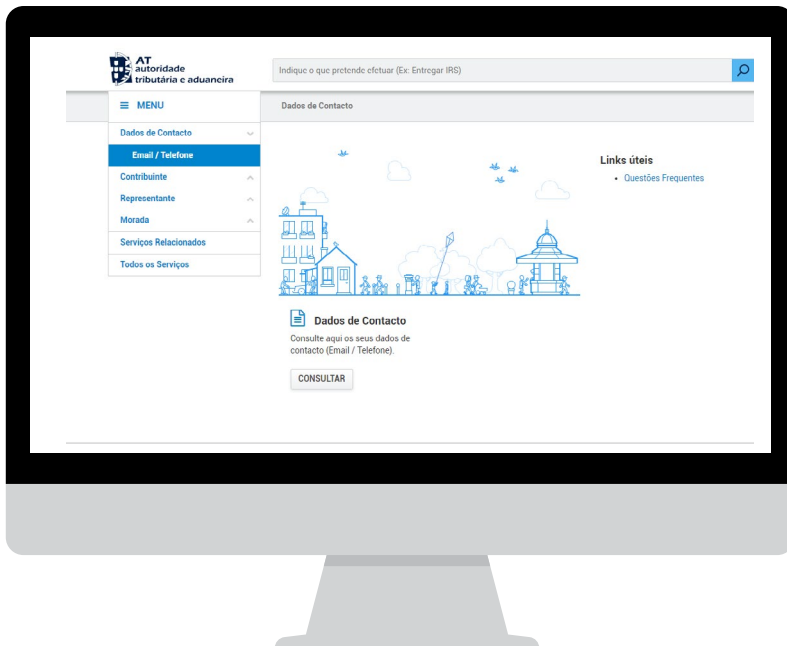 AT
autoridade
tributária e aduaneira
Indique o que pretende efetuar (Ex: Entregar IRS)
MENU
Dados de Contacto
Dados de Contacto
Email / Telefone
Contribuinte
Representante
Morada
Serviços Relacionados
Todos os Serviços
Links úteis
• Questões Frequentes
Dados de Contacto
Consulte aqui os seus dados de
contacto (Email / Telefone).
CONSULTAR